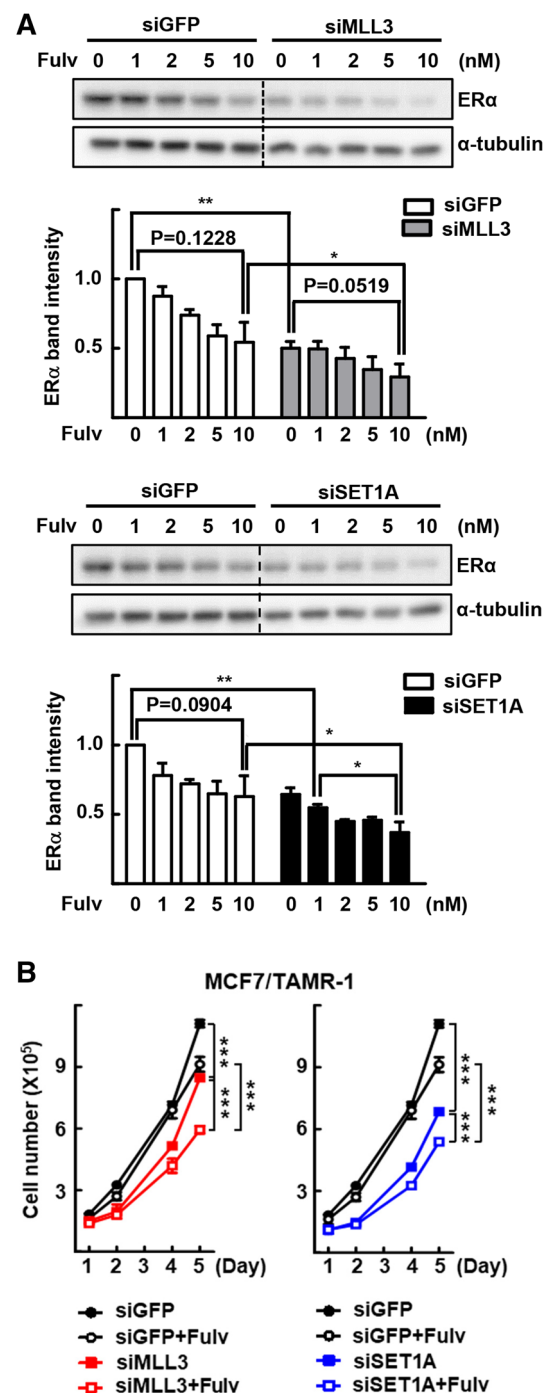 A
siGFP siMLL3
Fulv 0 1 2 5 10 0 1 2 5 10 (nM)
ERα
α-tubulin
** siGFP
siMLL3
P=0.1228 *
P=0.0519
1.0
0.5
ERα band intensity
Fulv 0 1 2 5 10 0 1 2 5 10 (nM)
siGFP siSET1A
Fulv 0 1 2 5 10 0 1 2 5 10 (nM)
ERα
α-tubulin
** siGFP
siSET1A
P=0.0904 *
*
1.0
0.5
ERα band intensity
Fulv 0 1 2 5 10 0 1 2 5 10 (nM)
B
MCF7/TAMR-1
Cell number (X10⁵)
9
6
3
*** *** ***
1 2 3 4 5 (Day)
siGFP
siGFP+Fulv
siMLL3
siMLL3+Fulv
9
6
3
*** *** ***
1 2 3 4 5 (Day)
siGFP
siGFP+Fulv
siSET1A
siSET1A+Fulv